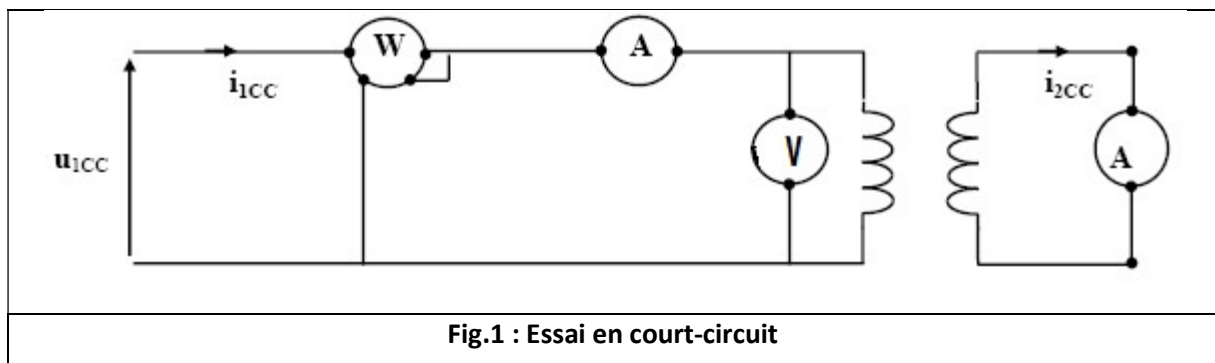 W
A
i1CC
i2CC
u1CC
V
A
Fig.1 : Essai en court-circuit